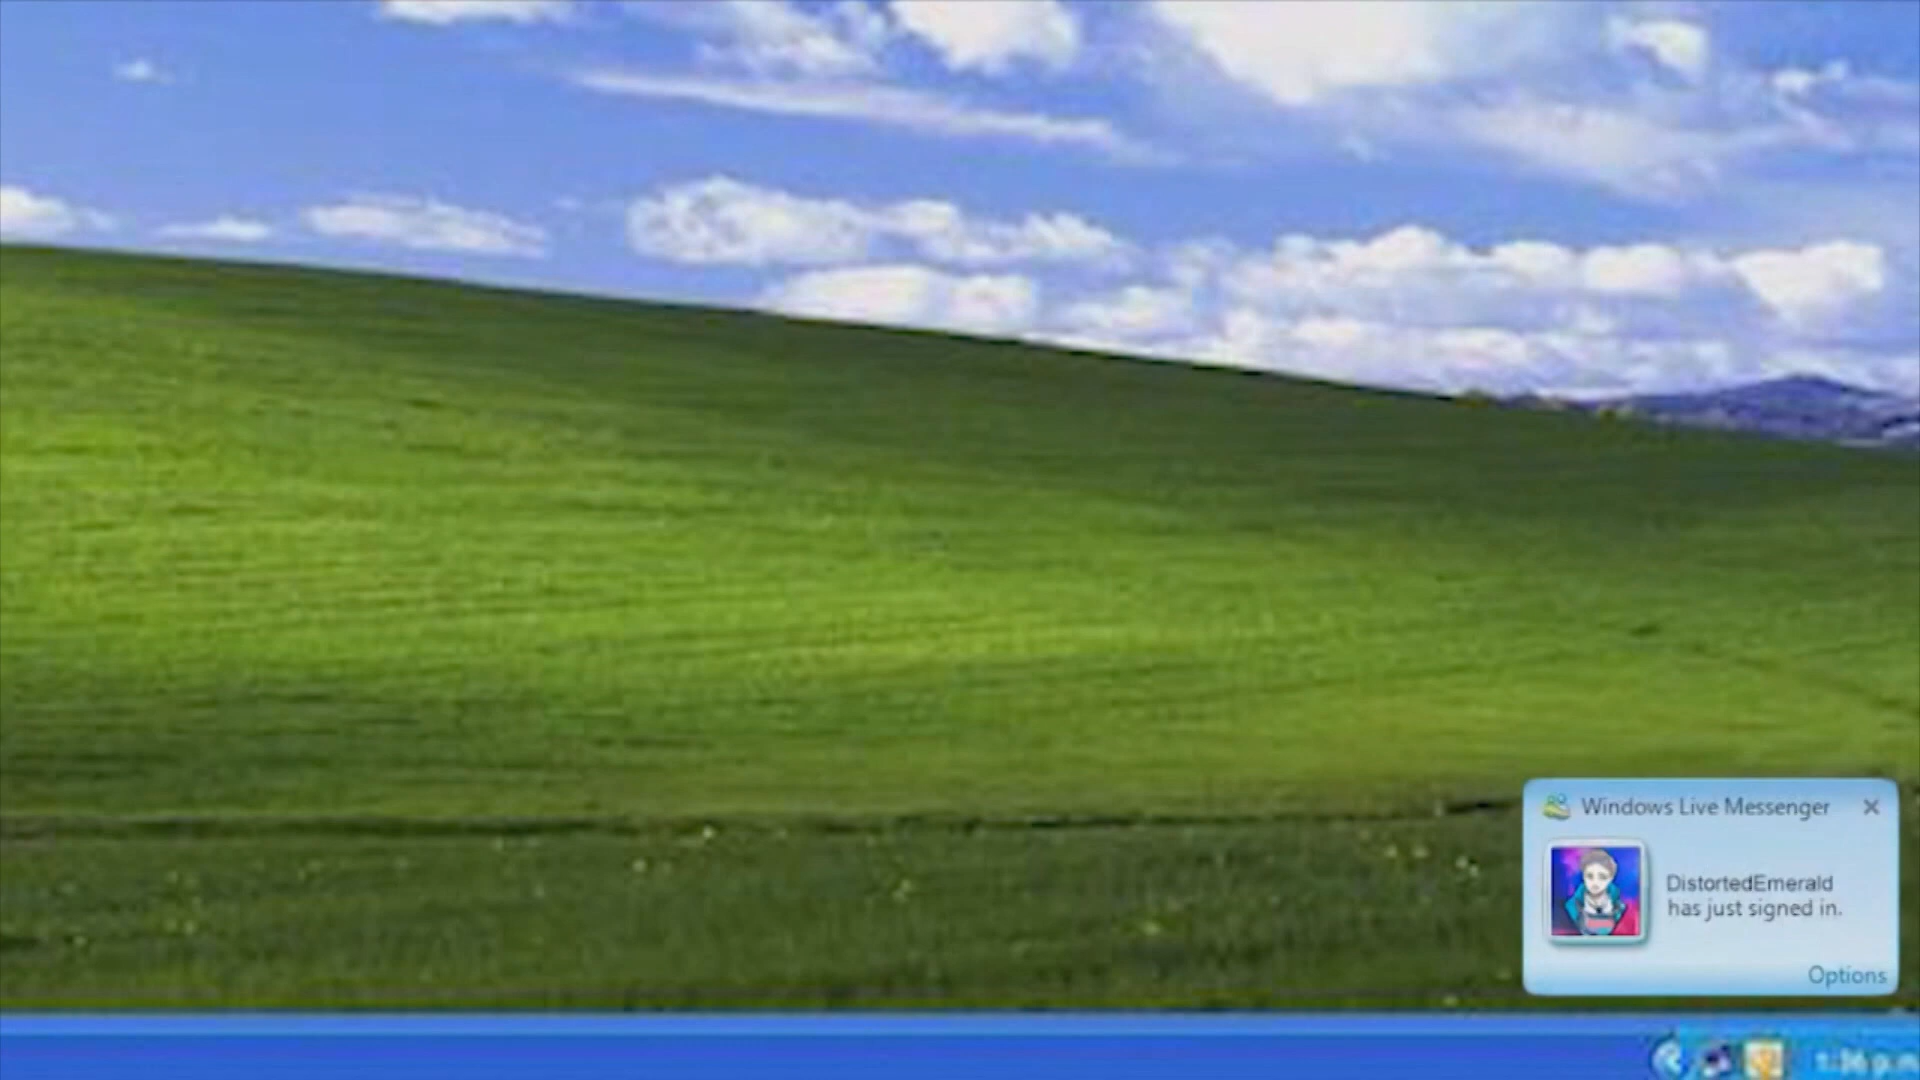 Windows Live Messenger
DistortedEmerald
has just signed in.
Options